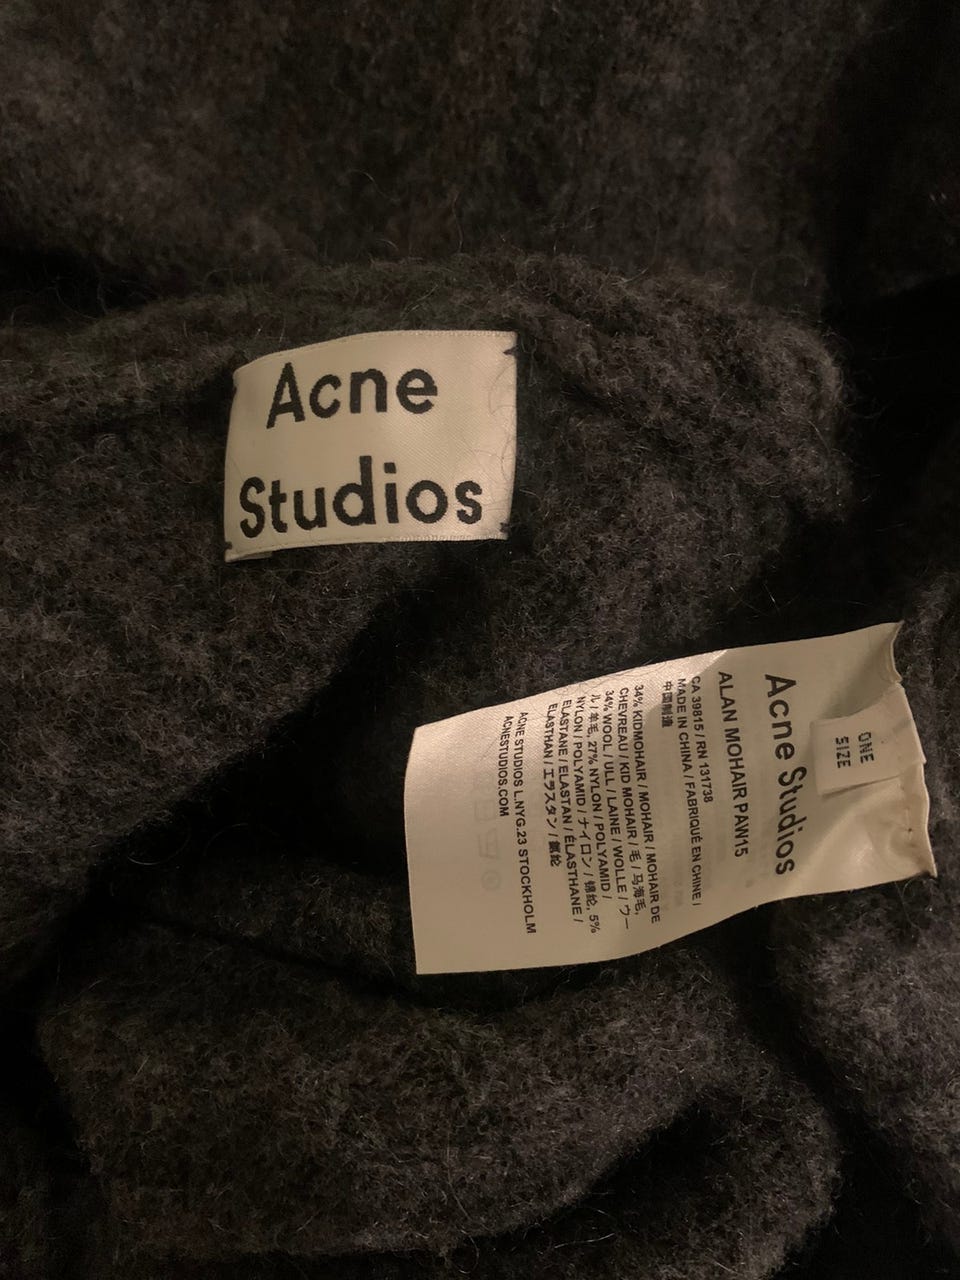 Acne
Studios
ONE
SIZE
Acne Studios
ALAN MOHAIR PAW15
CA 39815 / RN 131738
MADE IN CHINA / FABRIQUÉ EN CHINE /
中国制造
34% KIDMOHAIR / MOHAIR / MOHAIR DE
CHEVREAU / KID MOHAIR / 毛 / 马海毛,
34% WOOL / ULL / LAINE / WOLLE / ウー
ル / 羊毛, 27% NYLON / POLYAMID /
NYLON / POLYAMID / ナイロン / 锦纶, 5%
ELASTANE / ELASTAN / ÉLASTHANE /
ELASTHAN / エラスタン / 氨纶
ACNE STUDIOS L.NYG.23 STOCKHOLM
ACNESTUDIOS.COM